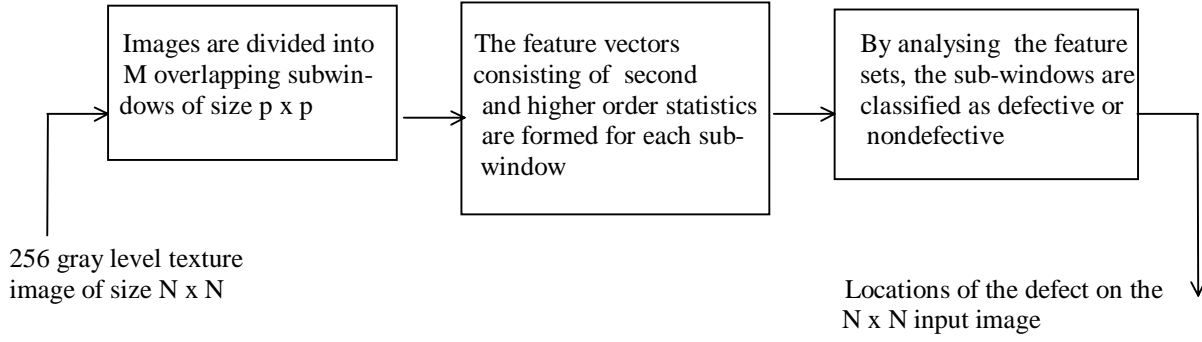 Images are divided into
M overlapping subwin-
dows of size p x p
The feature vectors
consisting of second
and higher order statistics
are formed for each sub-
window
By analysing the feature
sets, the sub-windows are
classified as defective or
nondefective
256 gray level texture
image of size N x N
Locations of the defect on the
N x N input image